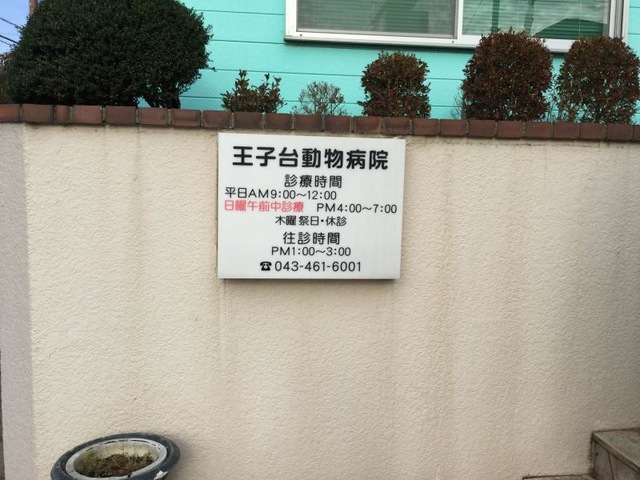 王子台動物病院
診療時間
平日AM9:00〜12:00
日曜午前中診療 PM4:00〜7:00
木曜祭日・休診
往診時間
PM1:00〜3:00
☎043-461-6001